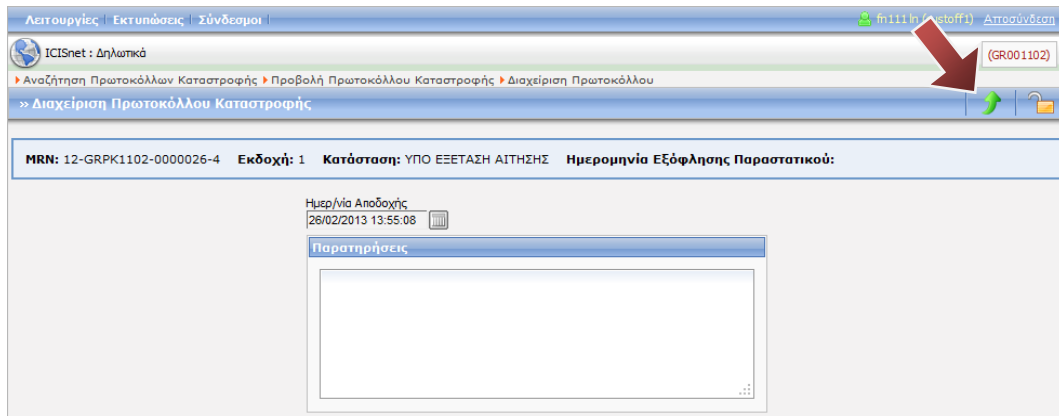 Λειτουργίες | Εκτυπώσεις | Σύνδεσμοι | fn111 ln Αποσύνδεση
ICISnet : Δηλωτικά (GR001102)
Αναζήτηση Πρωτοκόλλων Καταστροφής Προβολή Πρωτοκόλλου Καταστροφής Διαχείριση Πρωτοκόλλου
» Διαχείριση Πρωτοκόλλου Καταστροφής
MRN: 12-GRPK1102-0000026-4 Εκδοχή: 1 Κατάσταση: ΥΠΟ ΕΞΕΤΑΣΗ ΑΙΤΗΣΗΣ Ημερομηνία Εξόφλησης Παραστατικού:
Ημερ/νία Αποδοχής
26/02/2013 13:55:08
Παρατηρήσεις